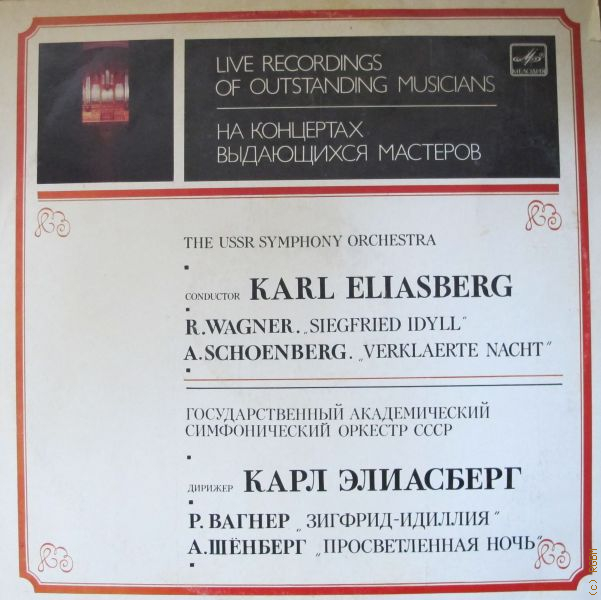 LIVE RECORDINGS
OF OUTSTANDING MUSICIANS
МЕЛОДИЯ
НА КОНЦЕРТАХ
ВЫДАЮЩИХСЯ МАСТЕРОВ
THE USSR SYMPHONY ORCHESTRA
CONDUCTOR KARL ELIASBERG
R.WAGNER. „SIEGFRIED IDYLL”
A.SCHOENBERG. „VERKLAERTE NACHT”
ГОСУДАРСТВЕННЫЙ АКАДЕМИЧЕСКИЙ
СИМФОНИЧЕСКИЙ ОРКЕСТР СССР
ДИРИЖЕР КАРЛ ЭЛИАСБЕРГ
Р. ВАГНЕР „ЗИГФРИД-ИДИЛЛИЯ”
А.ШЁНБЕРГ „ПРОСВЕТЛЕННАЯ НОЧЬ”